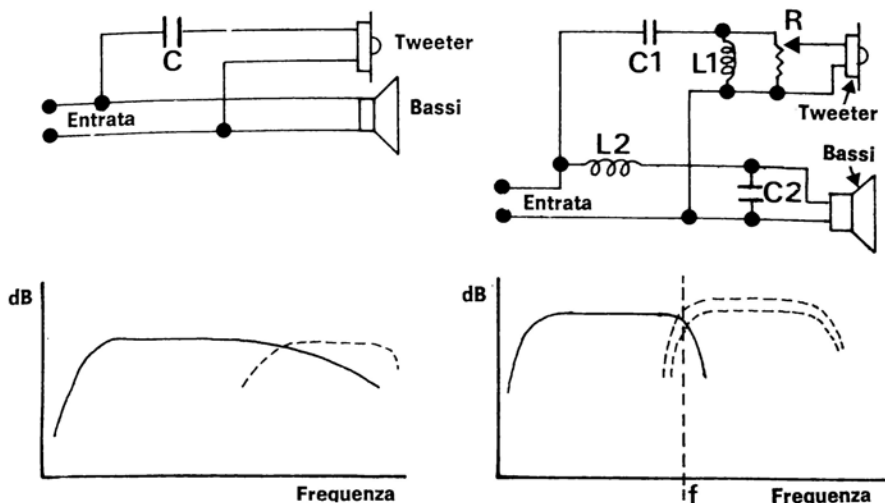 C
Tweeter
Entrata
Bassi
C1
L1
R
Tweeter
L2
Bassi
C2
Entrata
dB
Frequenza
dB
f
Frequenza